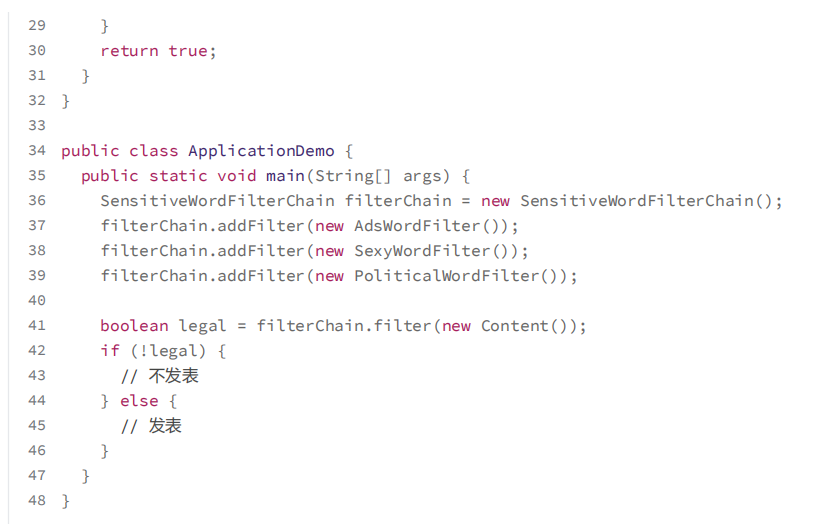 29     }
30     return true;
31   }
32 }
33
34 public class ApplicationDemo {
35   public static void main(String[] args) {
36     SensitiveWordFilterChain filterChain = new SensitiveWordFilterChain();
37     filterChain.addFilter(new AdsWordFilter());
38     filterChain.addFilter(new SexyWordFilter());
39     filterChain.addFilter(new PoliticalWordFilter());
40
41     boolean legal = filterChain.filter(new Content());
42     if (!legal) {
43       // 不发表
44     } else {
45       // 发表
46     }
47   }
48 }